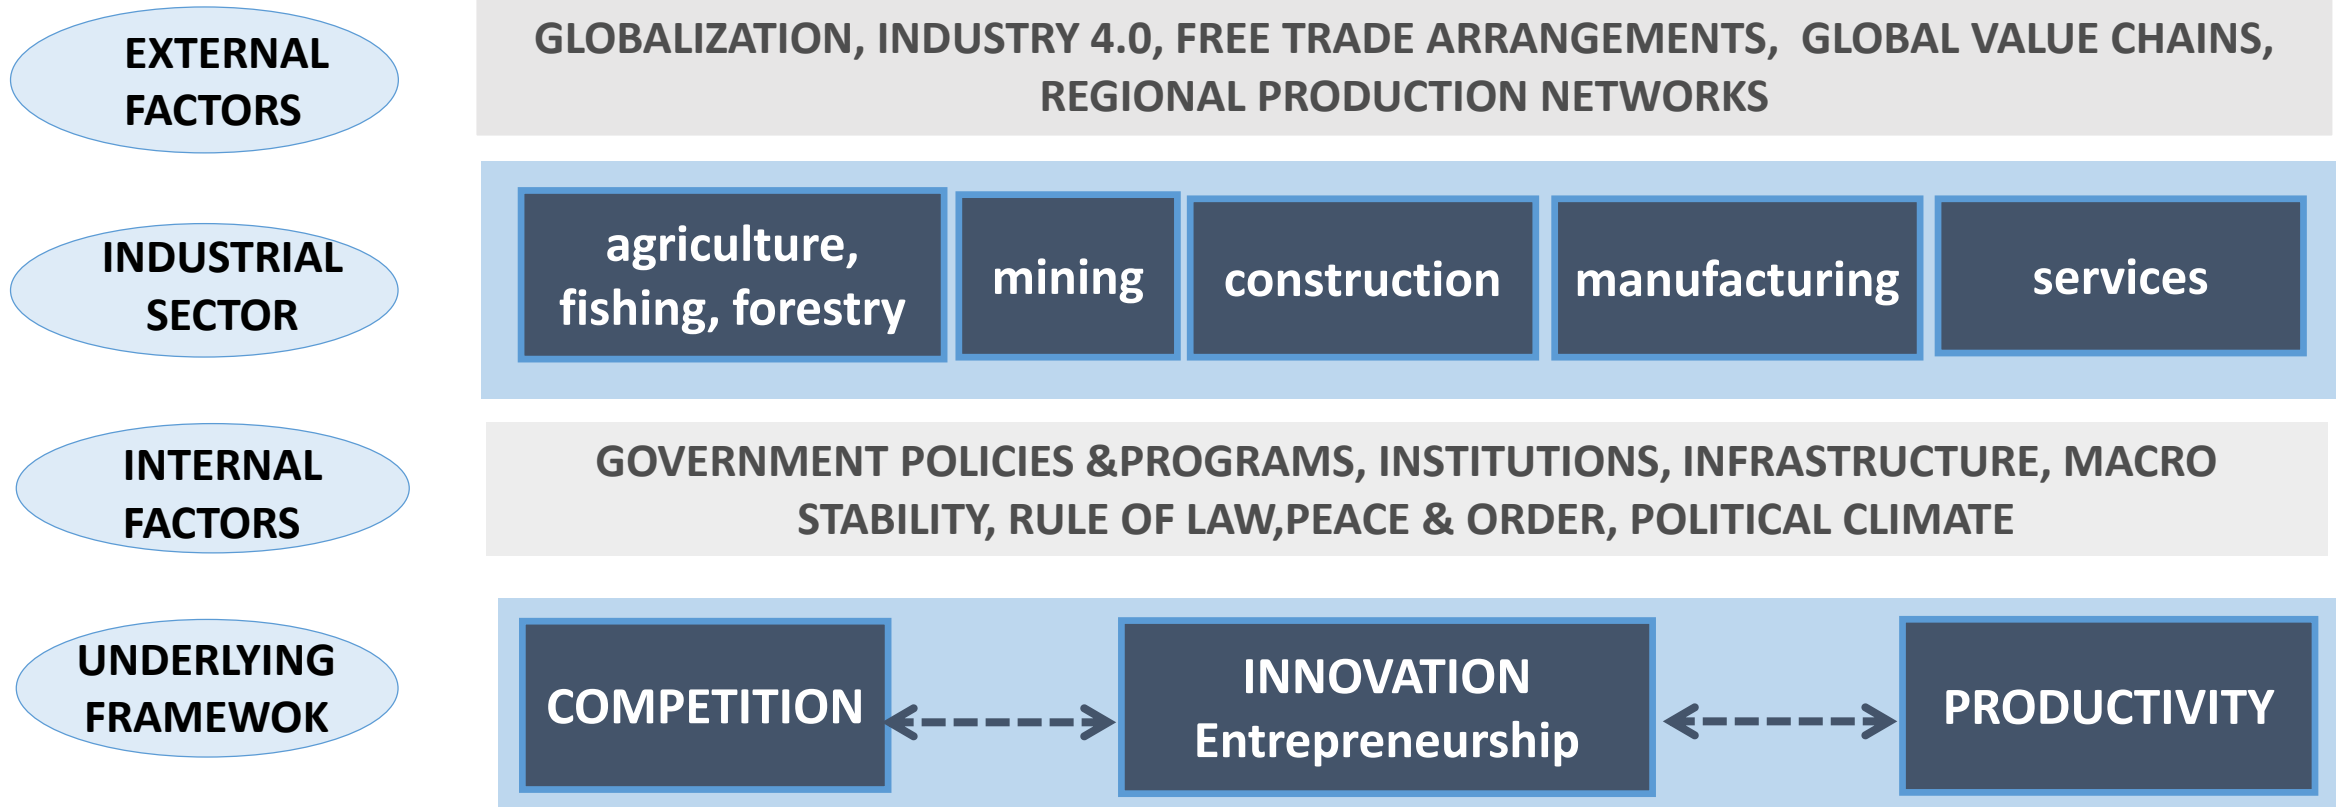 EXTERNAL
FACTORS
GLOBALIZATION, INDUSTRY 4.0, FREE TRADE ARRANGEMENTS,  GLOBAL VALUE CHAINS,
REGIONAL PRODUCTION NETWORKS
INDUSTRIAL
SECTOR
agriculture,
fishing, forestry
mining
construction
manufacturing
services
INTERNAL
FACTORS
GOVERNMENT POLICIES &PROGRAMS, INSTITUTIONS, INFRASTRUCTURE, MACRO
STABILITY, RULE OF LAW,PEACE & ORDER, POLITICAL CLIMATE
UNDERLYING
FRAMEWOK
COMPETITION
INNOVATION
Entrepreneurship
PRODUCTIVITY